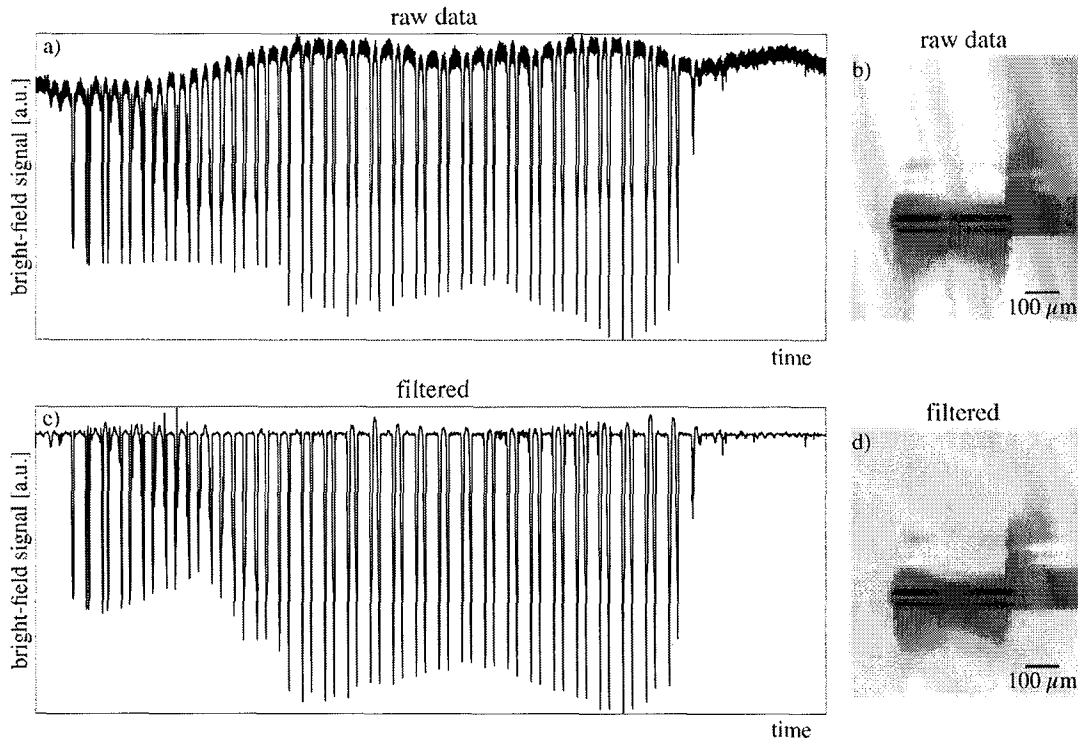 raw data
a)
bright-field signal [a.u.]
time
raw data
b)
100 µm
filtered
c)
bright-field signal [a.u.]
time
filtered
d)
100 µm